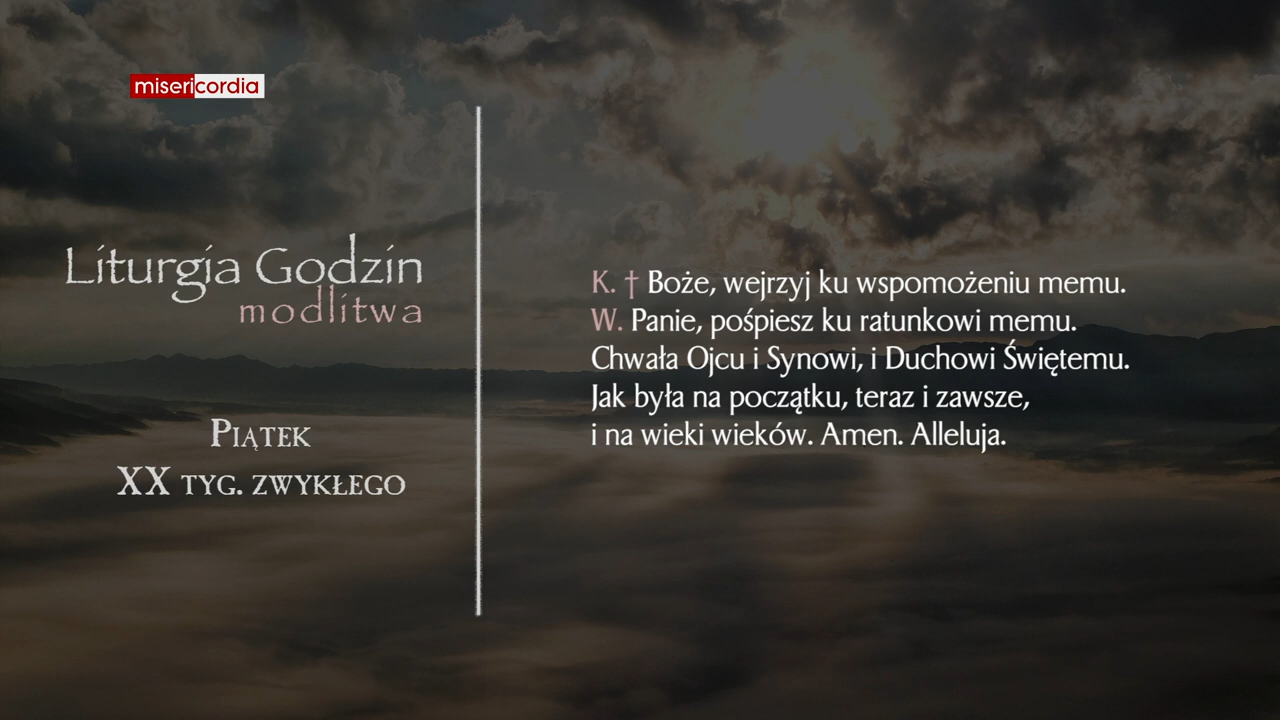 misericordia
Liturgia Godzin
modlitwa
Piątek
XX tyg. zwykłego
K. † Boże, wejrzyj ku wspomożeniu memu.
W. Panie, pośpiesz ku ratunkowi memu.
Chwała Ojcu i Synowi, i Duchowi Świętemu.
Jak była na początku, teraz i zawsze,
i na wieki wieków. Amen. Alleluja.